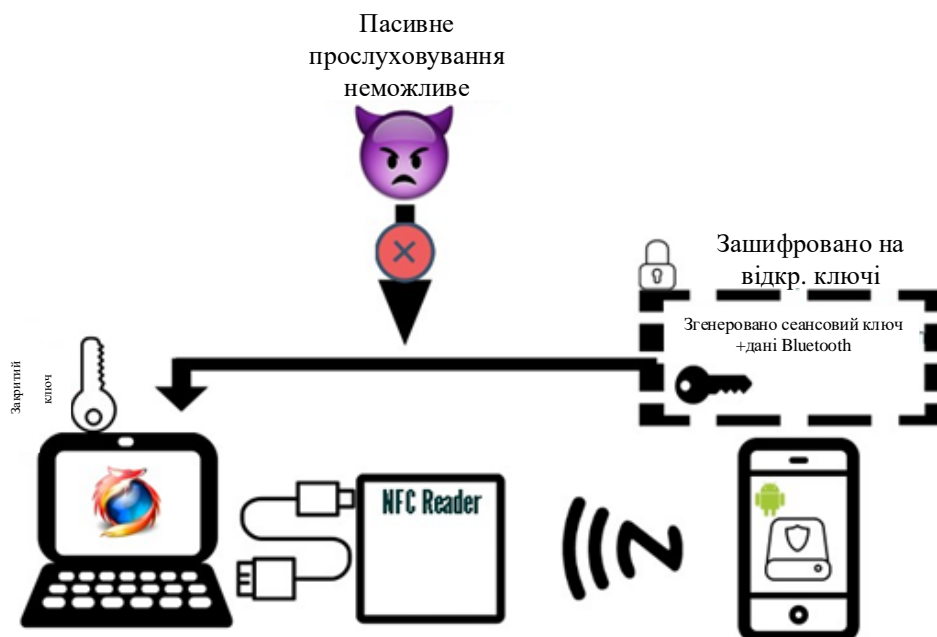 Пасивне
прослуховування
неможливе
Зашифровано на
відкр. ключі
Згенеровано сеансовий ключ
+дані Bluetooth
Закритий
ключ
NFC Reader